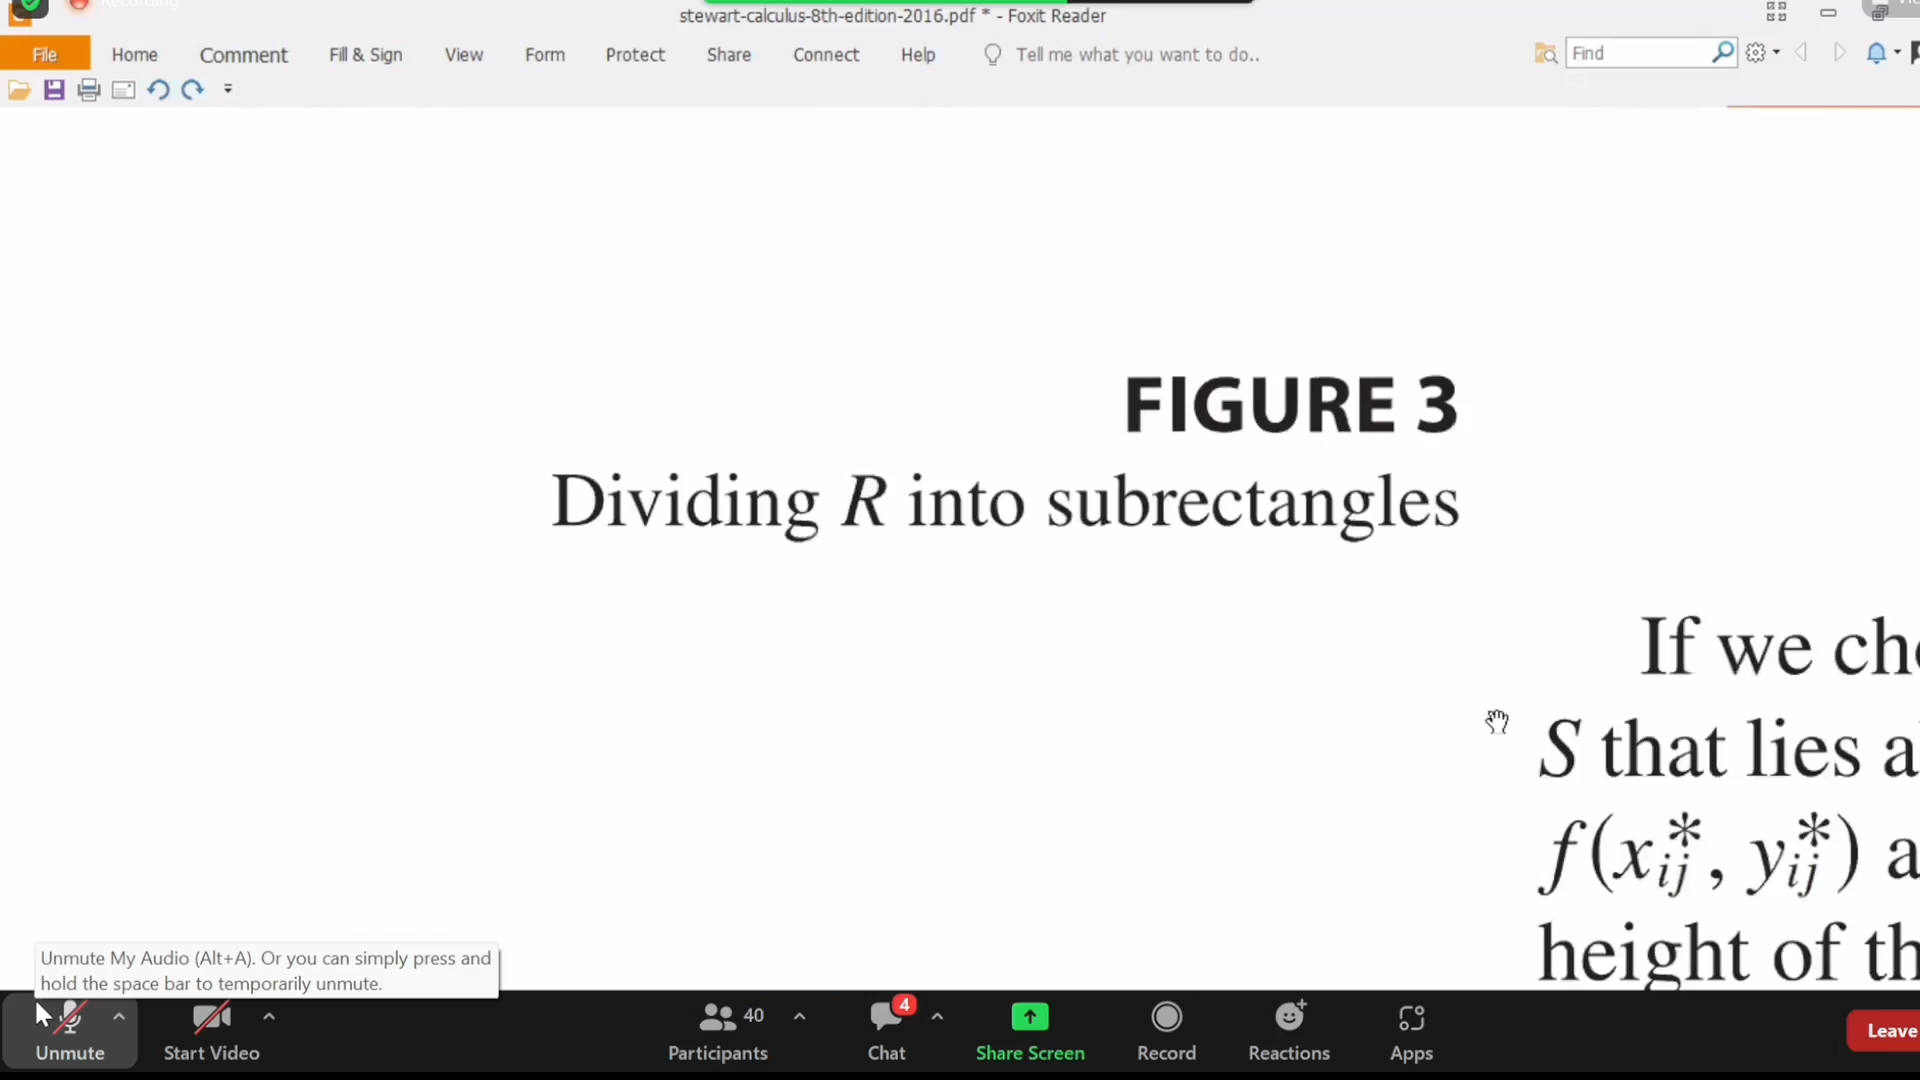 Recording
stewart-calculus-8th-edition-2016.pdf * - Foxit Reader
File Home Comment Fill & Sign View Form Protect Share Connect Help Tell me what you want to do.. Find
FIGURE 3
Dividing R into subrectangles
If we ch
S that lies a
f(x*ij, y*ij) a
height of th
Unmute My Audio (Alt+A). Or you can simply press and
hold the space bar to temporarily unmute.
40 4
Unmute Start Video Participants Chat Share Screen Record Reactions Apps Leave